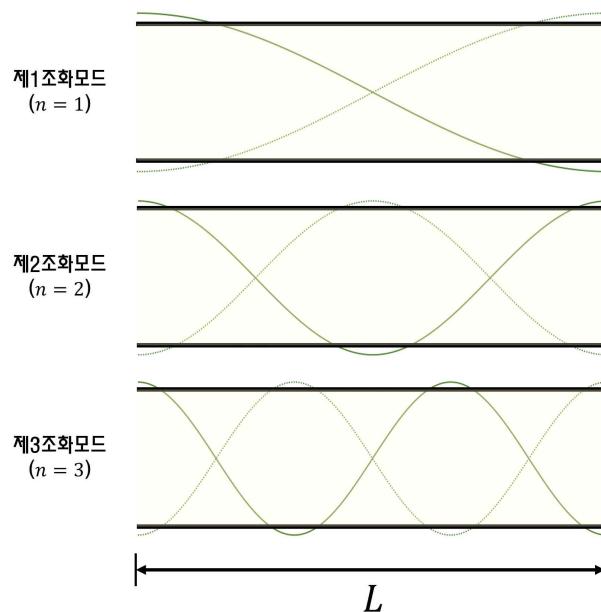 제1조화모드
(n = 1)
제2조화모드
(n = 2)
제3조화모드
(n = 3)
L